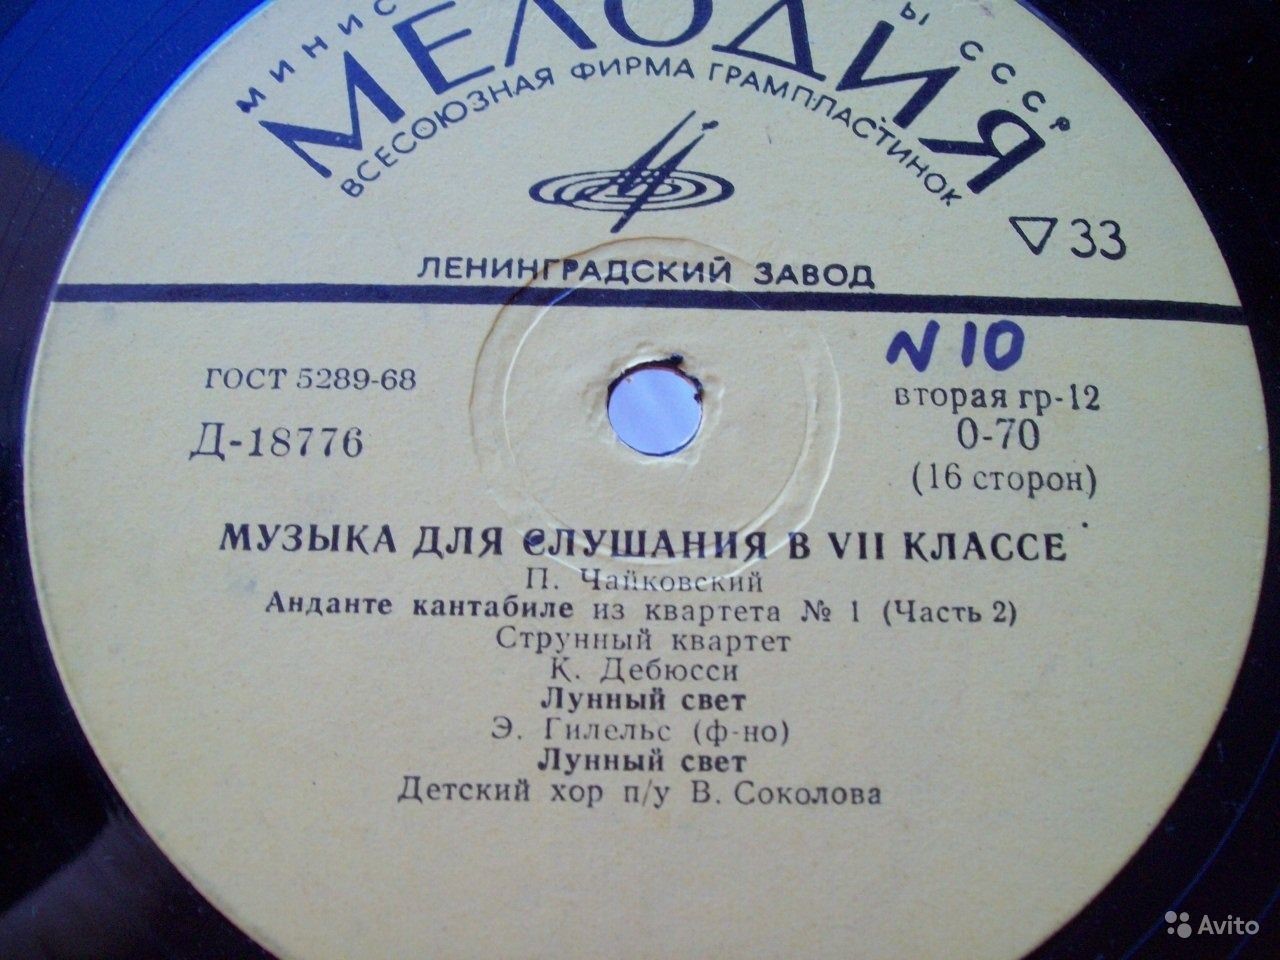 МЕЛОДИЯ
СССР
ВСЕСОЮЗНАЯ ФИРМА ГРАМПЛАСТИНОК
33
ЛЕНИНГРАДСКИЙ ЗАВОД
N 10
ГОСТ 5289-68
вторая гр-12
Д-18776
0-70
(16 сторон)
МУЗЫКА ДЛЯ СЛУШАНИЯ В VII КЛАССЕ
П. Чайковский
Анданте кантабиле из квартета № 1 (Часть 2)
Струнный квартет
К. Дебюсси
Лунный свет
Э. Гилельс (ф-но)
Лунный свет
Детский хор п/у В. Соколова
Avito